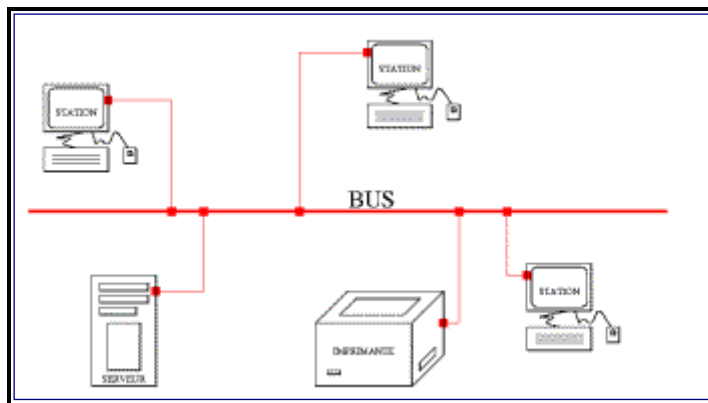 STATION
STATION
BUS
STATION
IMPRIMANTE
SERVEUR